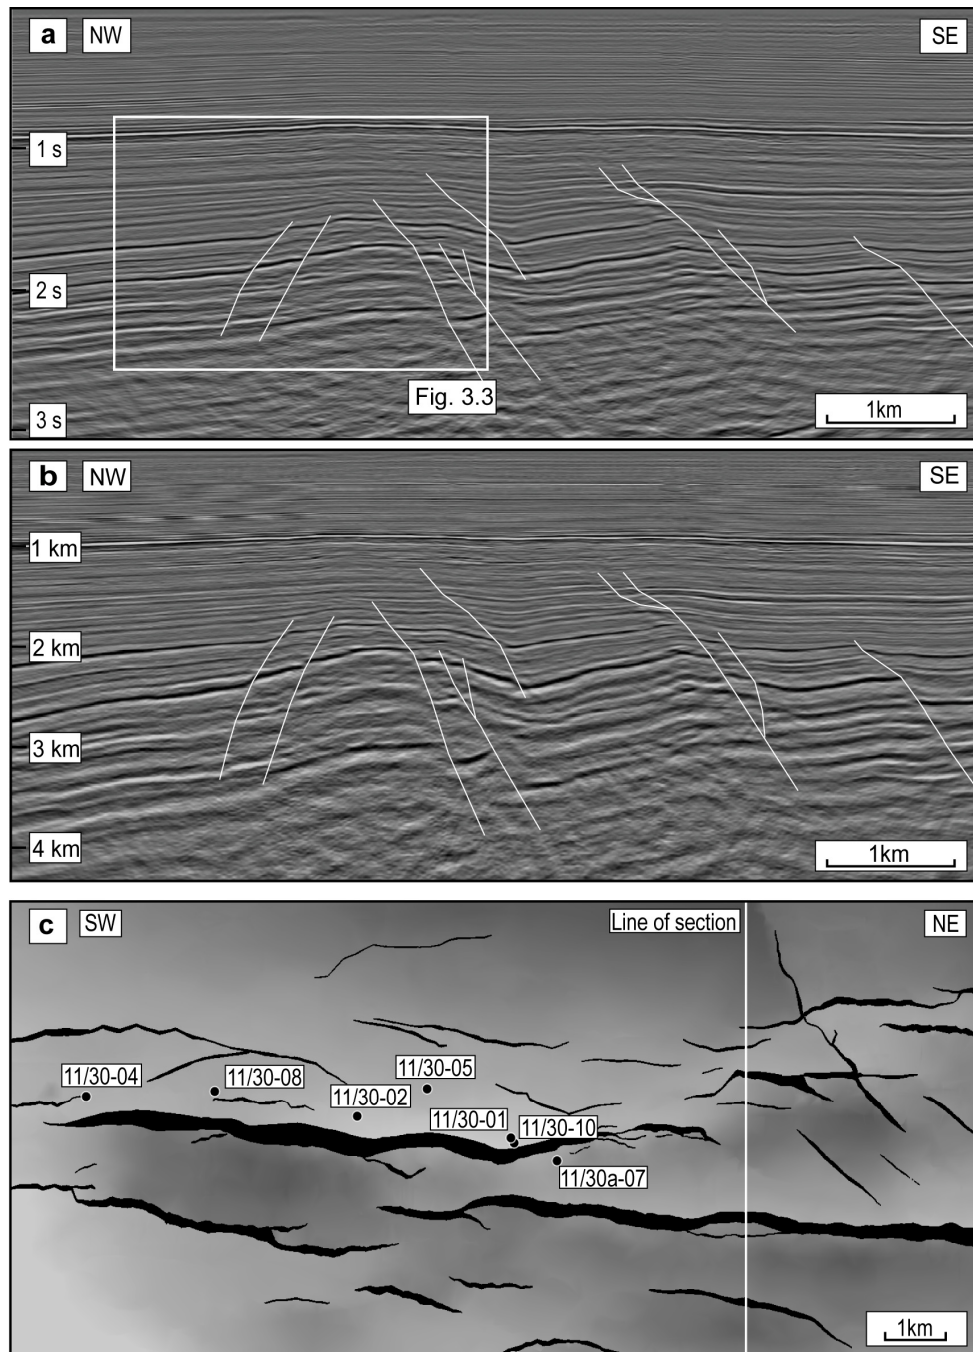 a NW SE
1 s
2 s
3 s
Fig. 3.3
1km
b NW SE
1 km
2 km
3 km
4 km
1km
c SW Line of section NE
11/30-04
11/30-08
11/30-05
11/30-02
11/30-01
11/30-10
11/30a-07
1km